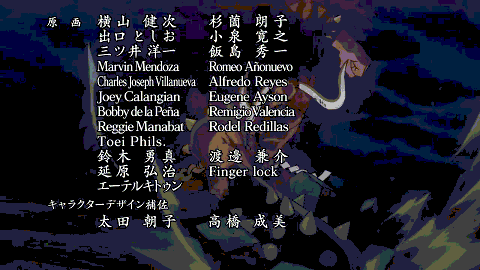 原画 横山健次 杉薗朗子
出口としお 小泉寛之
三ツ井洋一 飯島秀一
Marvin Mendoza Romeo Añonuevo
Charles Joseph Villanueva Alfredo Reyes
Joey Calangian Eugene Ayson
Bobby de la Peña Remigio Valencia
Reggie Manabat Rodel Redillas
Toei Phils.
鈴木勇真 渡邊兼介
延原弘治 Finger lock
エーテルキトゥン
キャラクターデザイン補佐
太田朝子 高橋成美